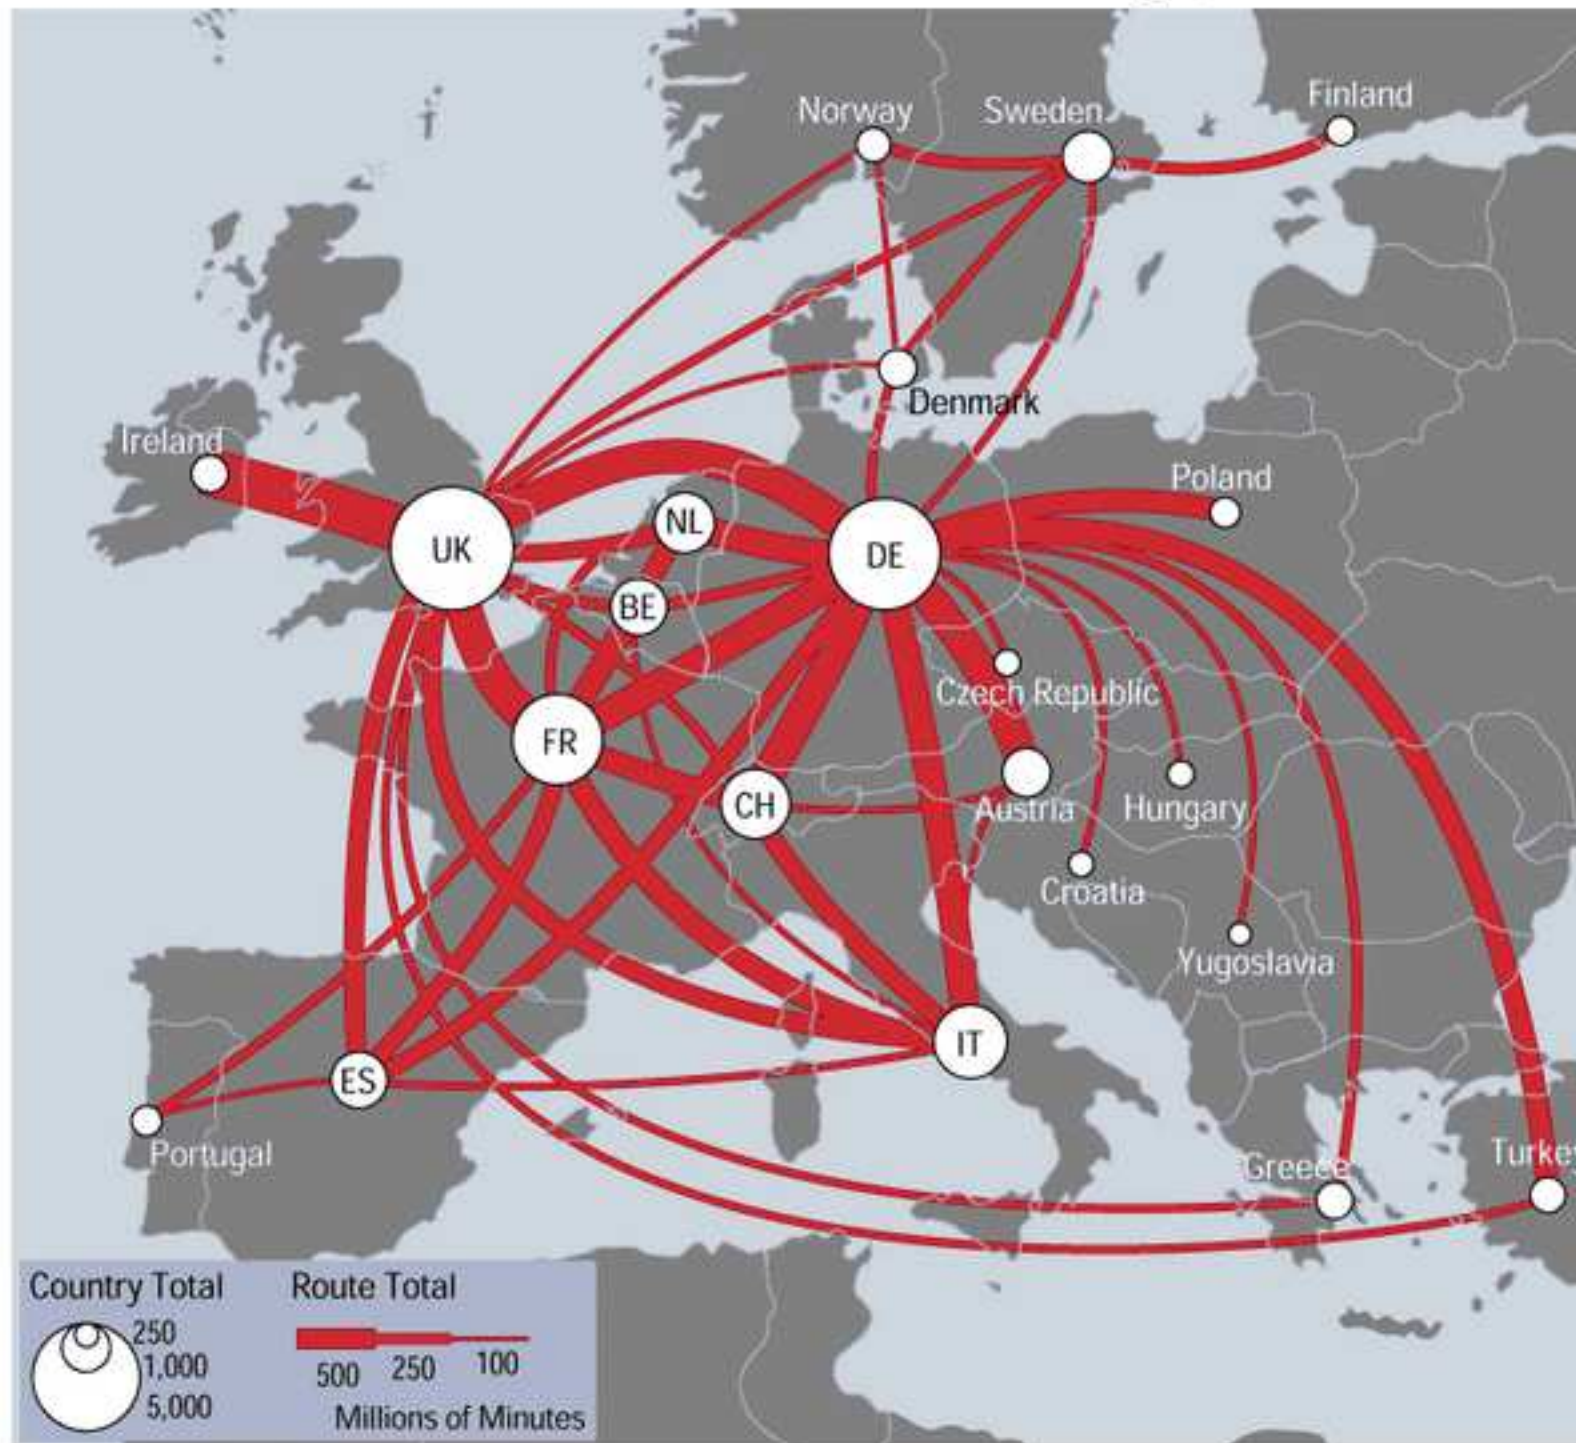 Norway
Sweden
Finland
Denmark
Ireland
Poland
UK
NL
DE
BE
Czech Republic
FR
CH
Austria
Hungary
Croatia
Yugoslavia
IT
ES
Portugal
Greece
Turkey
Country Total
250
1,000
5,000
Route Total
500
250
100
Millions of Minutes